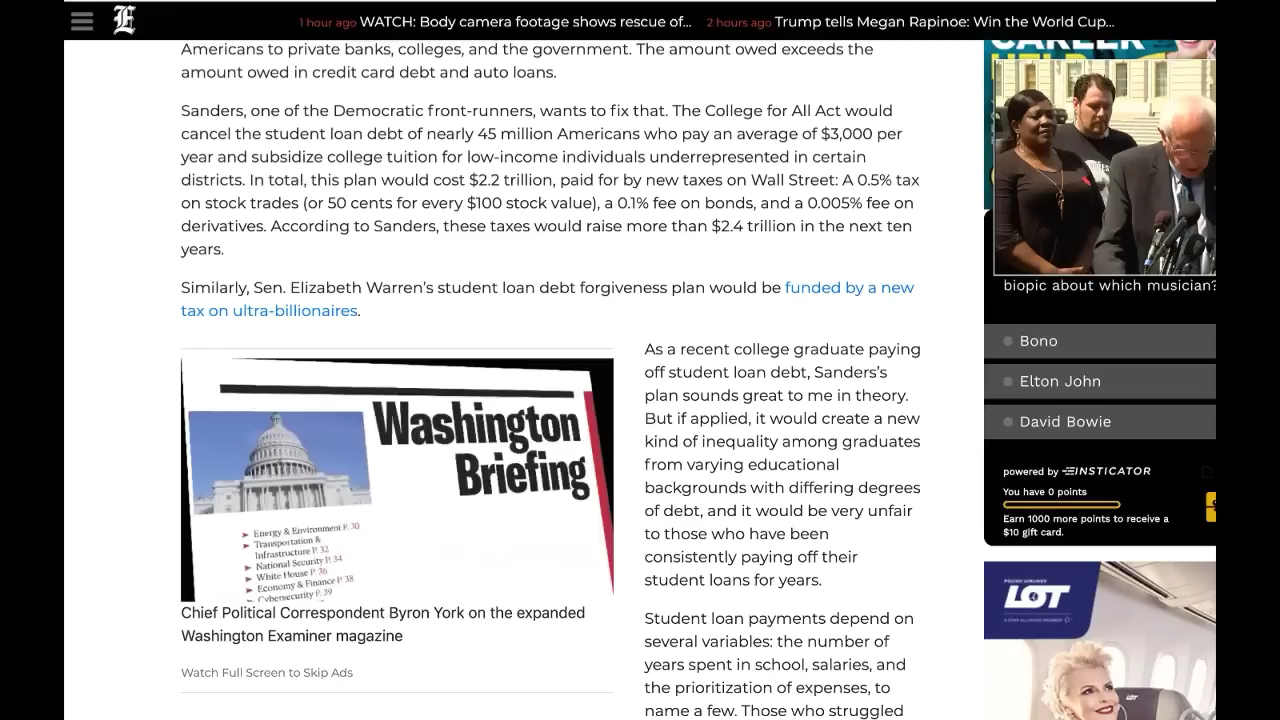 1 hour ago WATCH: Body camera footage shows rescue of... 2 hours ago Trump tells Megan Rapinoe: Win the World Cup...
Americans to private banks, colleges, and the government. The amount owed exceeds the
amount owed in credit card debt and auto loans.
Sanders, one of the Democratic front-runners, wants to fix that. The College for All Act would
cancel the student loan debt of nearly 45 million Americans who pay an average of $3,000 per
year and subsidize college tuition for low-income individuals underrepresented in certain
districts. In total, this plan would cost $2.2 trillion, paid for by new taxes on Wall Street: A 0.5% tax
on stock trades (or 50 cents for every $100 stock value), a 0.1% fee on bonds, and a 0.005% fee on
derivatives. According to Sanders, these taxes would raise more than $2.4 trillion in the next ten
years.
Similarly, Sen. Elizabeth Warren's student loan debt forgiveness plan would be funded by a new
tax on ultra-billionaires.
Washington
Briefing
Energy & Environment P. 30
Transportation &
Infrastructure P. 32
National Security P. 34
White House P. 36
Economy & Finance P. 38
Cybersecurity P. 39
Chief Political Correspondent Byron York on the expanded
Washington Examiner magazine
Watch Full Screen to Skip Ads
As a recent college graduate paying
off student loan debt, Sanders's
plan sounds great to me in theory.
But if applied, it would create a new
kind of inequality among graduates
from varying educational
backgrounds with differing degrees
of debt, and it would be very unfair
to those who have been
consistently paying off their
student loans for years.
Student loan payments depend on
several variables: the number of
years spent in school, salaries, and
the prioritization of expenses, to
name a few. Those who struggled
CAREER
biopic about which musician?
Bono
Elton John
David Bowie
powered by INSTICATOR
You have 0 points
Earn 1000 more points to receive a
$10 gift card.
POLISH AIRLINES
LOT
A STAR ALLIANCE MEMBER
LOT